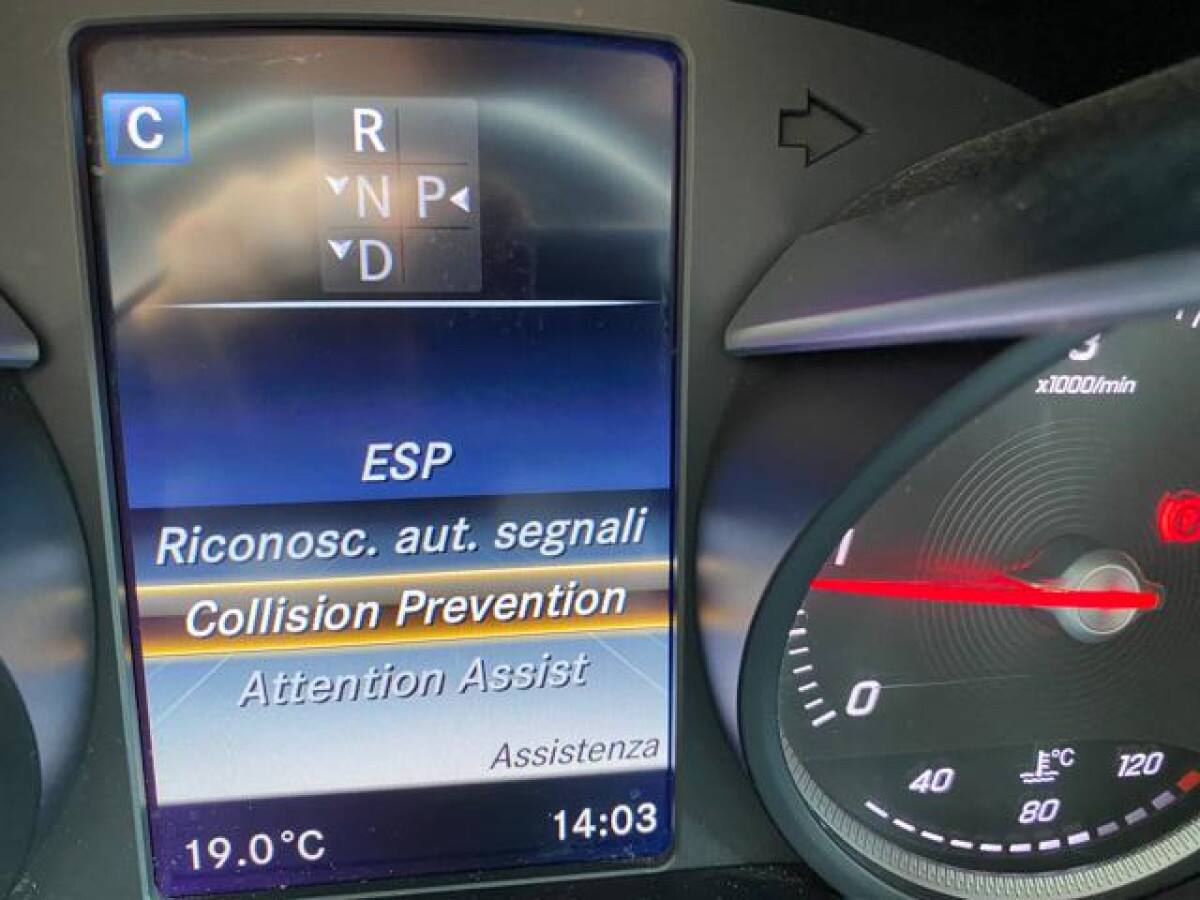 C
R
N P
D
ESP
Riconosc. aut. segnali
Collision Prevention
Attention Assist
Assistenza
19.0°C
14:03
3
x1000/min
1
0
°C
40
80
120